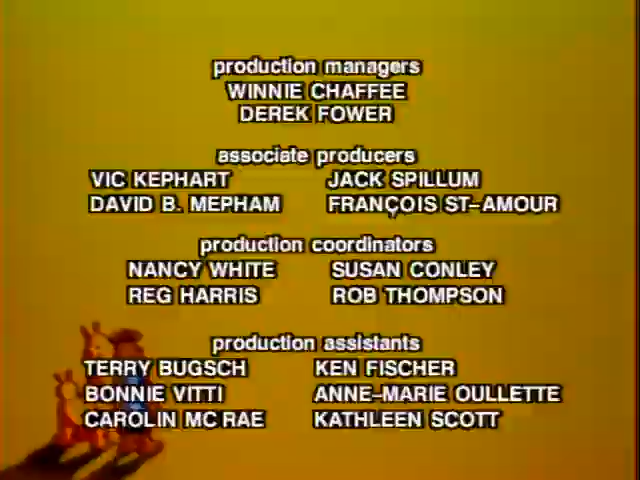 production managers
WINNIE CHAFFEE
DEREK FOWER
associate producers
VIC KEPHART JACK SPILLUM
DAVID B. MEPHAM FRANÇOIS ST-AMOUR
production coordinators
NANCY WHITE SUSAN CONLEY
REG HARRIS ROB THOMPSON
production assistants
TERRY BUGSCH KEN FISCHER
BONNIE VITTI ANNE-MARIE OULLETTE
CAROLIN MC RAE KATHLEEN SCOTT